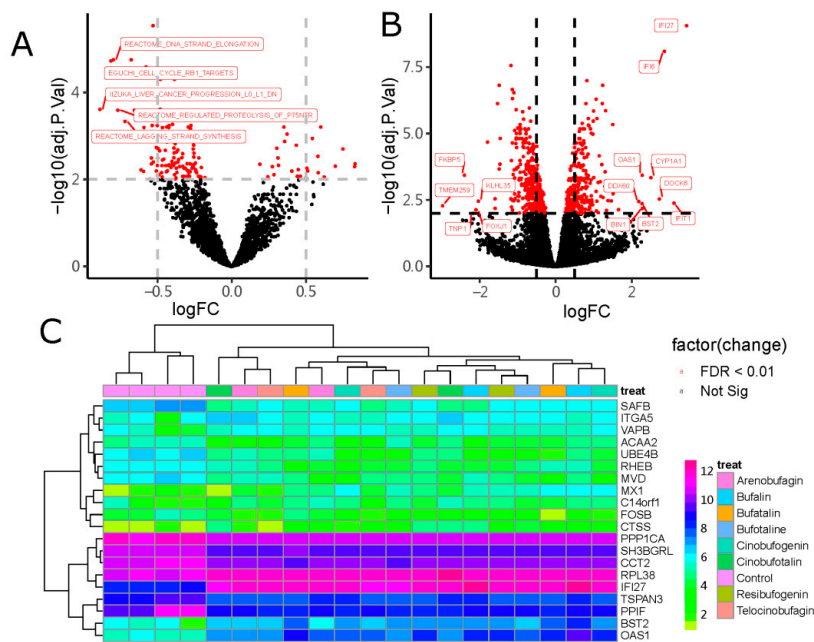 A
REACTOME_DNA_STRAND_ELONGATION
EGUCHI_CELL_CYCLE_RB1_TARGETS
IIZUKA_LIVER_CANCER_PROGRESSION_L0_L1_DN
REACTOME_REGULATED_PROTEOLYSIS_OF_P75NTR
REACTOME_LAGGING_STRAND_SYNTHESIS
-log10(adj.P.Val)
4
2
0
-0.5
0.0
0.5
logFC
B
IFI27
IFI6
OAS1
CYP1A1
FKBP5
TMEM259
KLHL35
DDX60
DOCK6
TNP1
BIN1
BST2
IFIT1
-log10(adj.P.Val)
7.5
5.0
2.5
0.0
-2
0
2
logFC
C
factor(change)
FDR < 0.01
Not Sig
treat
SAFB
ITGA5
VAPB
ACAA2
UBE4B
RHEB
MVD
MX1
C14orf1
FOSB
CTSS
PPP1CA
SH3BGRL
CCT2
RPL38
IFI27
TSPAN3
PPIF
BST2
OAS1
12
10
8
6
4
2
treat
Arenobufagin
Bufalin
Bufatalin
Bufotaline
Cinobufogenin
Cinobufotalin
Control
Resibufogenin
Telocinobufagin